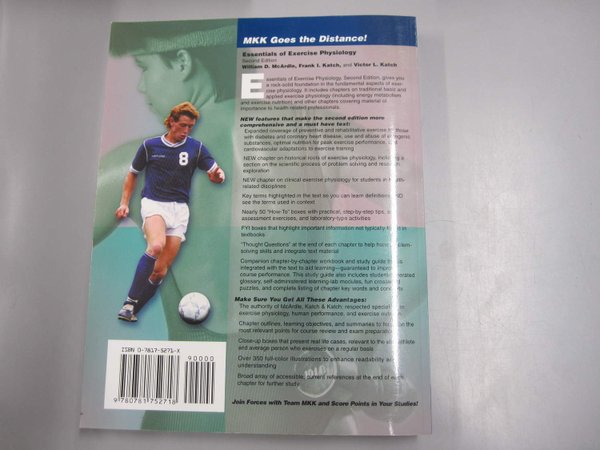 MKK Goes the Distance!
Essentials of Exercise Physiology
Second Edition
William D. McArdle, Frank I. Katch, and Victor L. Katch
Essentials of Exercise Physiology, Second Edition, gives you
a rock-solid foundation in the fundamental aspects of exer-
cise physiology. It includes chapters on traditional basic and
applied exercise physiology (including energy metabolism
and exercise nutrition) and other chapters covering material of
importance to health related professionals.
NEW features that make the second edition more
comprehensive and a must have text:
Expanded coverage of preventive and rehabilitative exercise for those
with diabetes and coronary heart disease, use and abuse of ergogenic
substances, optimal nutrition for peak exercise performance, and
cardiovascular adaptations to exercise training
NEW chapter on historical roots of exercise physiology, including a
section on the scientific process of problem solving and research
exploration
NEW chapter on clinical exercise physiology for students in health-
related disciplines
Key terms highlighted in the text so you can learn definitions AND
see the terms used in context
Nearly 50 "How-To" boxes with practical, step-by-step tips, self-
assessment exercises, and laboratory-type activities
FYI boxes that highlight important information not typically found in
textbooks
"Thought Questions" at the end of each chapter to help hone problem-
solving skills and integrate text material
Companion chapter-by-chapter workbook and study guide that is
integrated with the text to aid learning—guaranteed to improve
course performance. This study guide also includes student-generated
glossary, self-administered learning-lab modules, fun crossword
puzzles, and complete listing of chapter key words and concepts
Make Sure You Get All These Advantages:
The authority of McArdle, Katch & Katch; respected specialists in
exercise physiology, human performance, and exercise nutrition
Chapter outlines, learning objectives, and summaries to focus on the
most relevant points for course review and exam preparation
Close-up boxes that present real life cases, relevant to the elite athlete
and average person who exercises on a regular basis
Over 350 full-color illustrations to enhance readability and
understanding
Broad array of accessible, current references at the end of each
chapter for further study
Join Forces with Team MKK and Score Points in Your Studies!
8
ISBN 0-7817-5271-X
90000
9 780781 752718